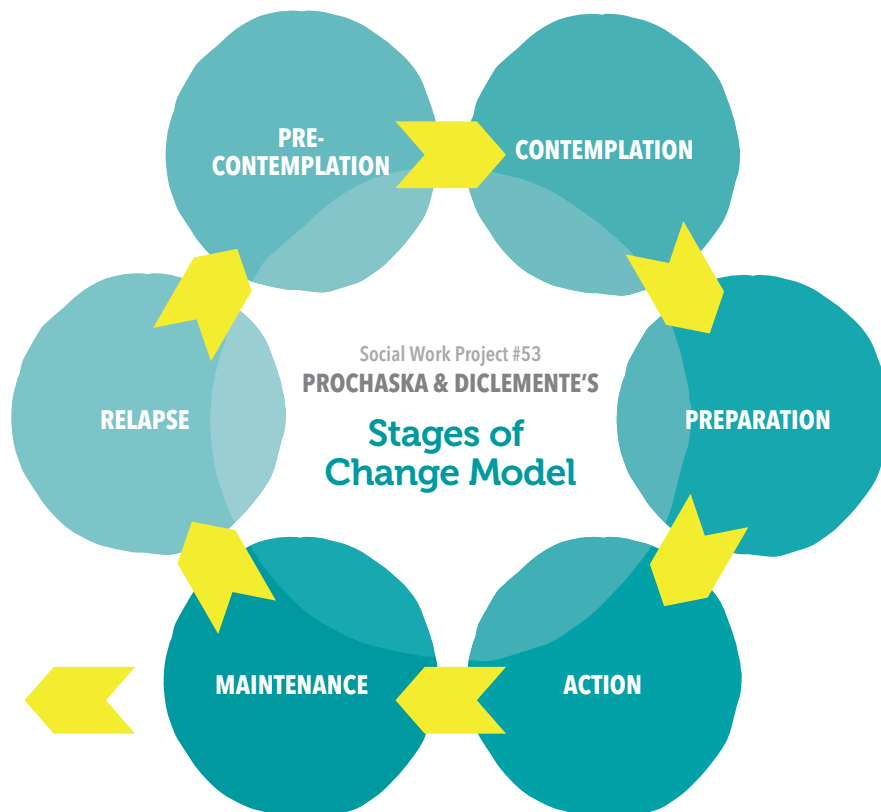 PRE-
CONTEMPLATION
CONTEMPLATION
Social Work Project #53
PROCHASKA & DICLEMENTE'S
Stages of
Change Model
RELAPSE
PREPARATION
MAINTENANCE
ACTION